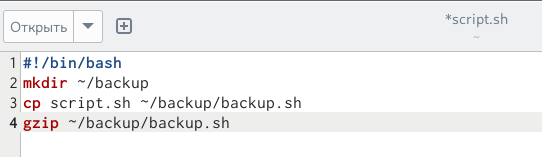 Открыть
*script.sh
~
1 #!/bin/bash
2 mkdir ~/backup
3 cp script.sh ~/backup/backup.sh
4 gzip ~/backup/backup.sh